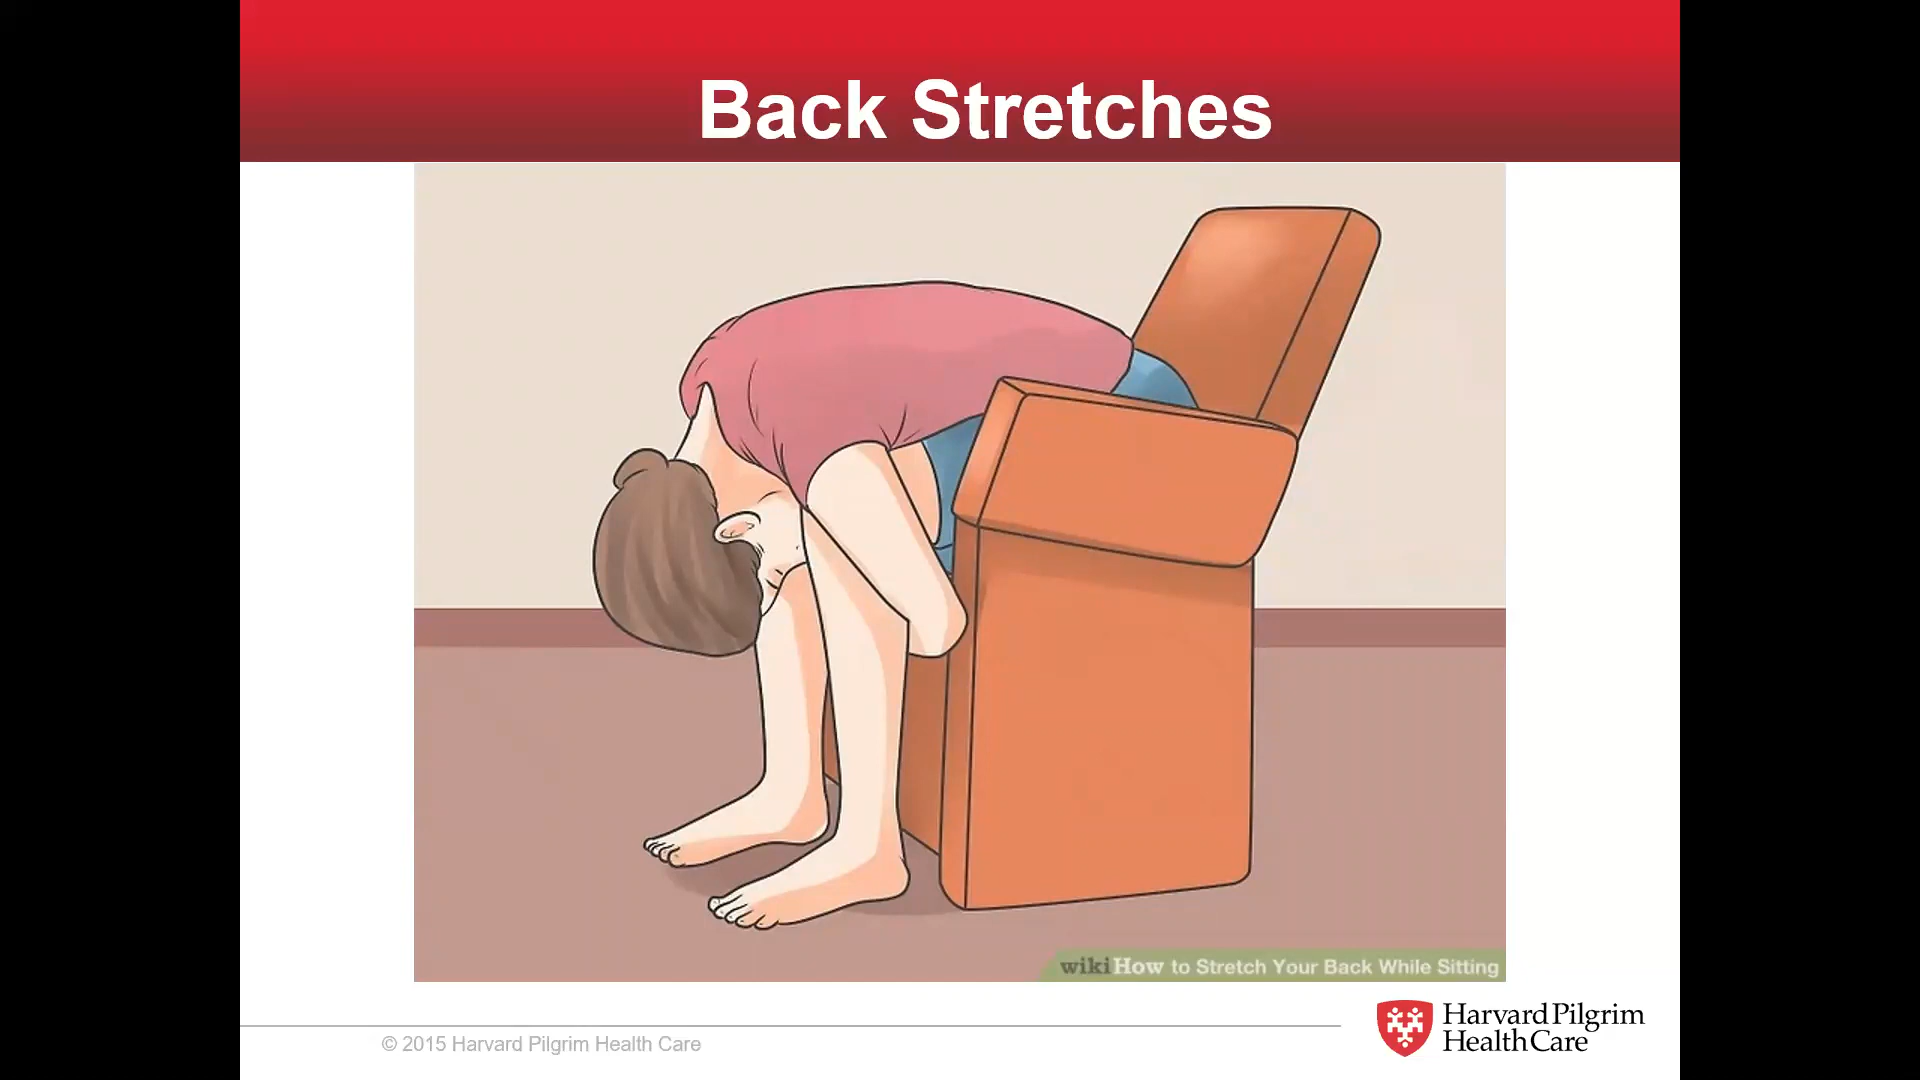 Back Stretches
wikiHow to Stretch Your Back While Sitting
© 2015 Harvard Pilgrim Health Care
Harvard Pilgrim
Health Care